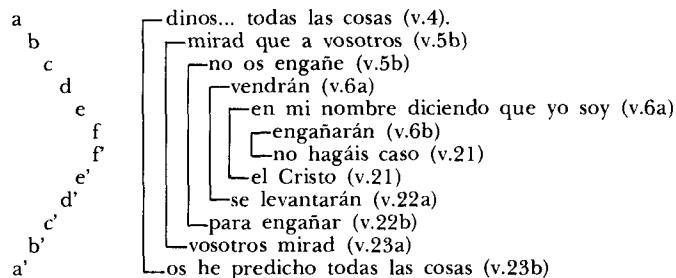 a dinos... todas las cosas (v.4).
b mirad que a vosotros (v.5b)
c no os engañe (v.5b)
d vendrán (v.6a)
e en mi nombre diciendo que yo soy (v.6a)
f engañarán (v.6b)
f' no hagáis caso (v.21)
e' el Cristo (v.21)
d' se levantarán (v.22a)
c' para engañar (v.22b)
b' vosotros mirad (v.23a)
a' os he predicho todas las cosas (v.23b)